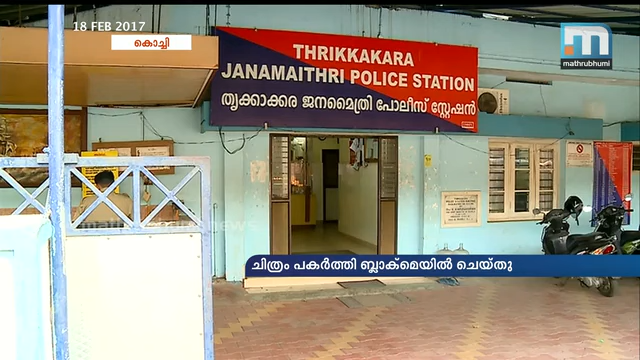 18 FEB 2017
കൊച്ചി
mathrubhumi
THRIKKAKARA
JANAMAITHRI POLICE STATION
തൃക്കാക്കര ജനമൈത്രി പോലീസ് സ്റ്റേഷൻ
ചിത്രം പകർത്തി ബ്ലാക്മെയിൽ ചെയ്തു